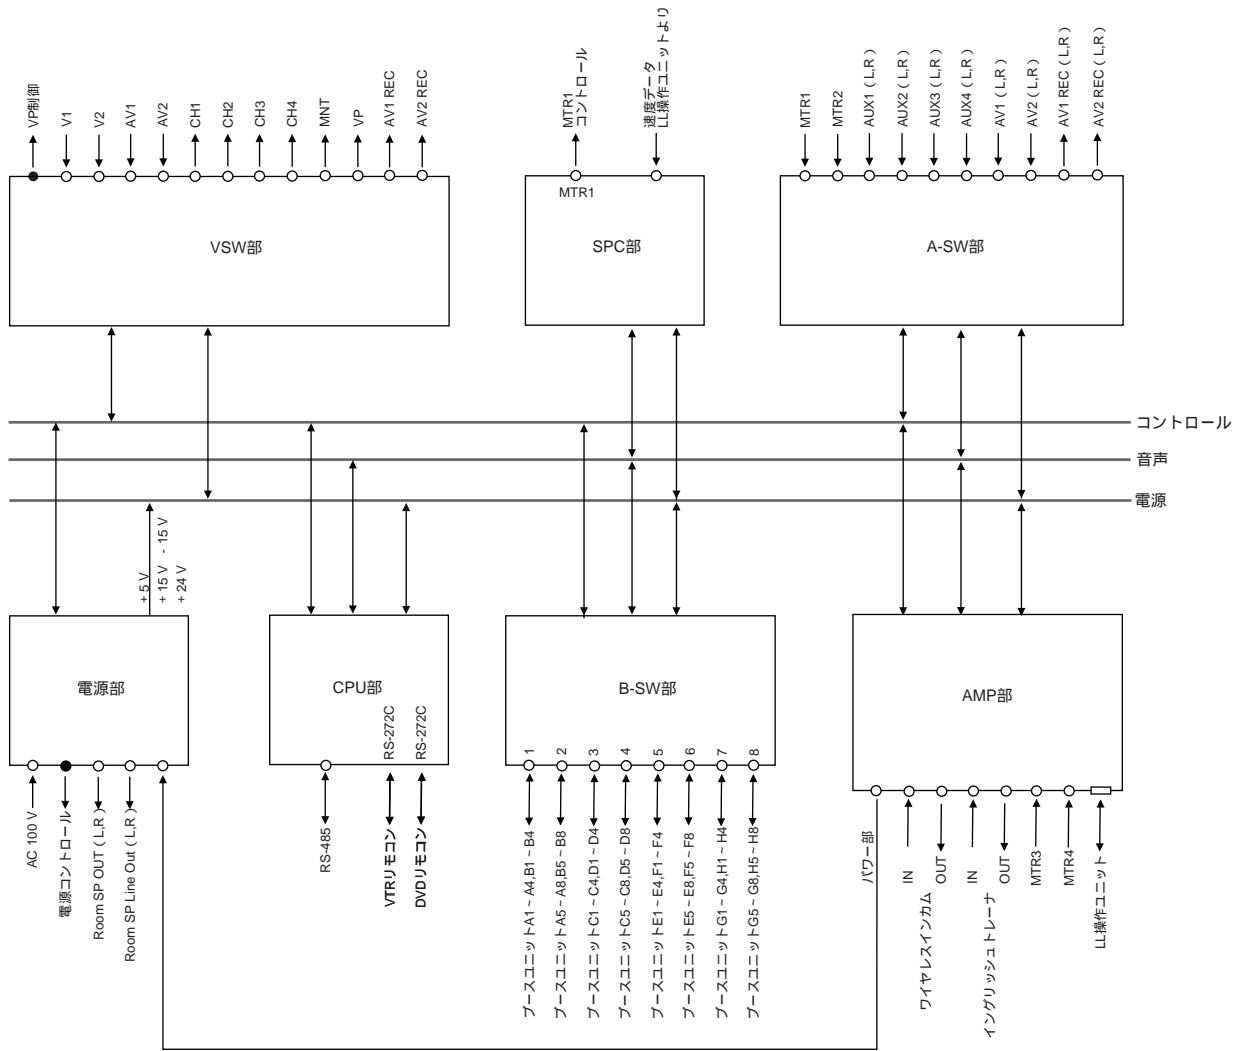 VP制御
V1
V2
AV1
AV2
CH1
CH2
CH3
CH4
MNT
VP
AV1 REC
AV2 REC
MTR1
コントロール
速度データ
LL操作ユニットより
MTR1
MTR2
AUX1 ( L,R )
AUX2 ( L,R )
AUX3 ( L,R )
AUX4 ( L,R )
AV1 ( L,R )
AV2 ( L,R )
AV1 REC ( L,R )
AV2 REC ( L,R )
MTR1
VSW部
SPC部
A-SW部
コントロール
音声
電源
+ 5 V
+ 15 V - 15 V
+ 24 V
電源部
CPU部
B-SW部
AMP部
RS-272C
RS-272C
1
2
3
4
5
6
7
8
AC 100 V
電源コントロール
Room SP OUT ( L,R )
Room SP Line Out ( L,R )
RS-485
VTRリモコン
DVDリモコン
ブースユニットA1 ~ A4,B1 ~ B4
ブースユニットA5 ~ A8,B5 ~ B8
ブースユニットC1 ~ C4,D1 ~ D4
ブースユニットC5 ~ C8,D5 ~ D8
ブースユニットE1 ~ E4,F1 ~ F4
ブースユニットE5 ~ E8,F5 ~ F8
ブースユニットG1 ~ G4,H1 ~ H4
ブースユニットG5 ~ G8,H5 ~ H8
パワー部
IN
OUT
ワイヤレスインカム
IN
OUT
イングリッシュトレーナ
MTR3
MTR4
LL操作ユニット